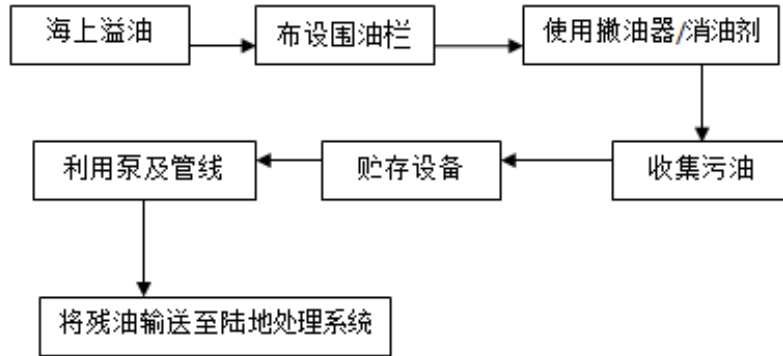 海上溢油
布设围油栏
使用撇油器/消油剂
收集污油
贮存设备
利用泵及管线
将残油输送至陆地处理系统